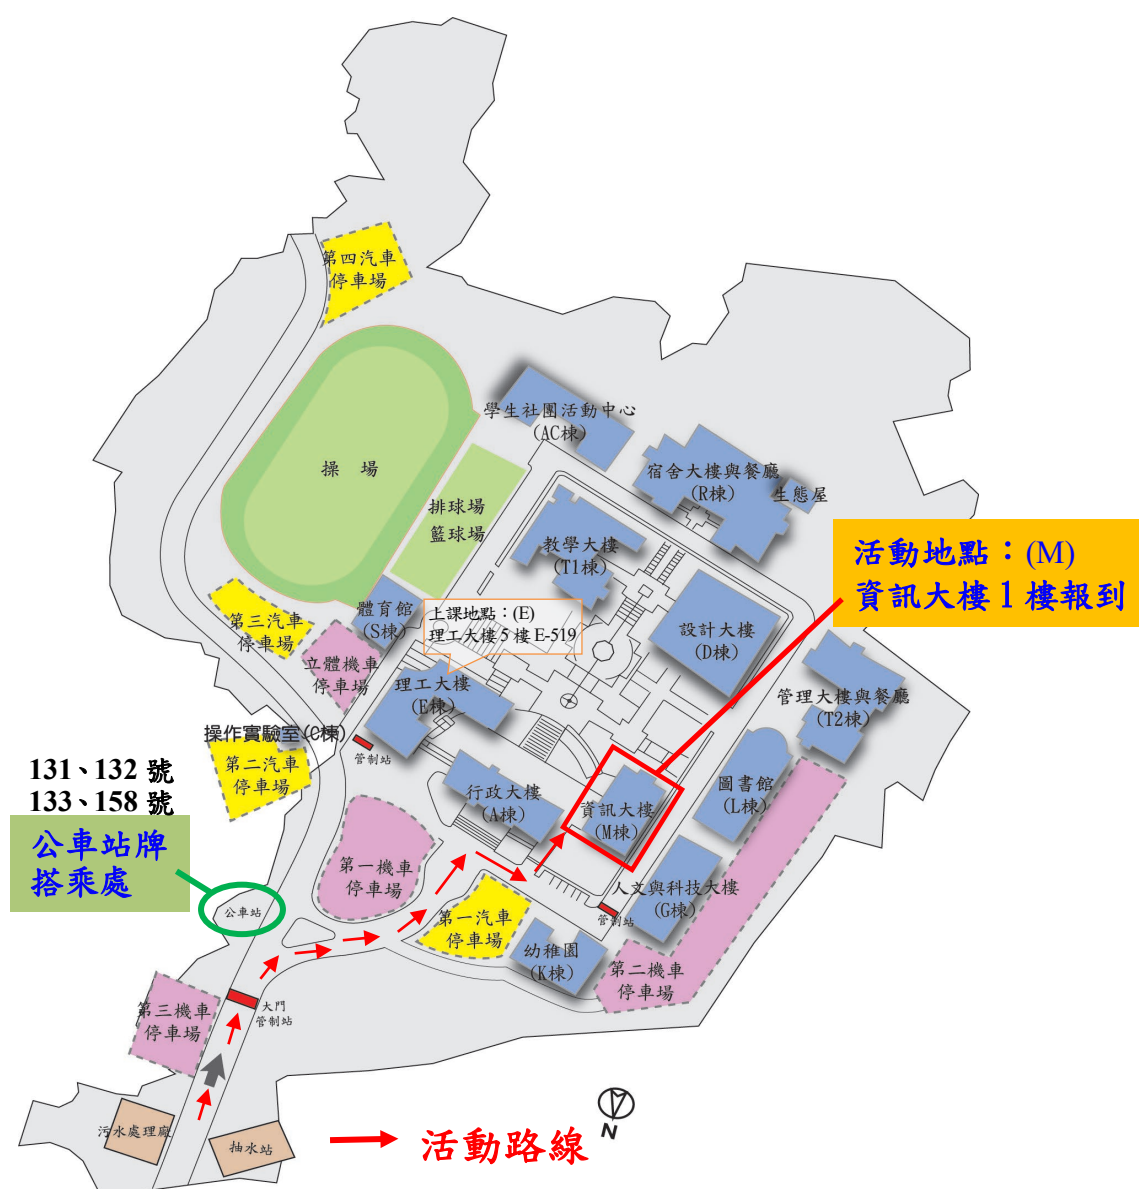 第四汽車
停車場
學生社團活動中心
(AC棟)
操　場
宿舍大樓與餐廳
(R棟)
生態屋
排球場
籃球場
教學大樓
(T1棟)
活動地點：(M)
資訊大樓 1 樓報到
體育館
(S棟)
上課地點：(E)
理工大樓 5 樓 E-519
第三汽車
停車場
設計大樓
(D棟)
立體機車
停車場
理工大樓
(E棟)
管理大樓與餐廳
(T2棟)
操作實驗室(C棟)
管制站
第二汽車
停車場
131、132 號
133、158 號
公車站牌
搭乘處
行政大樓
(A棟)
資訊大樓
(M棟)
圖書館
(L棟)
第一機車
停車場
人文與科技大樓
(G棟)
公車站
第一汽車
停車場
管制站
幼稚園
(K棟)
第二機車
停車場
第三機車
停車場
大門
管制站
污水處理廠
抽水站
活動路線
N